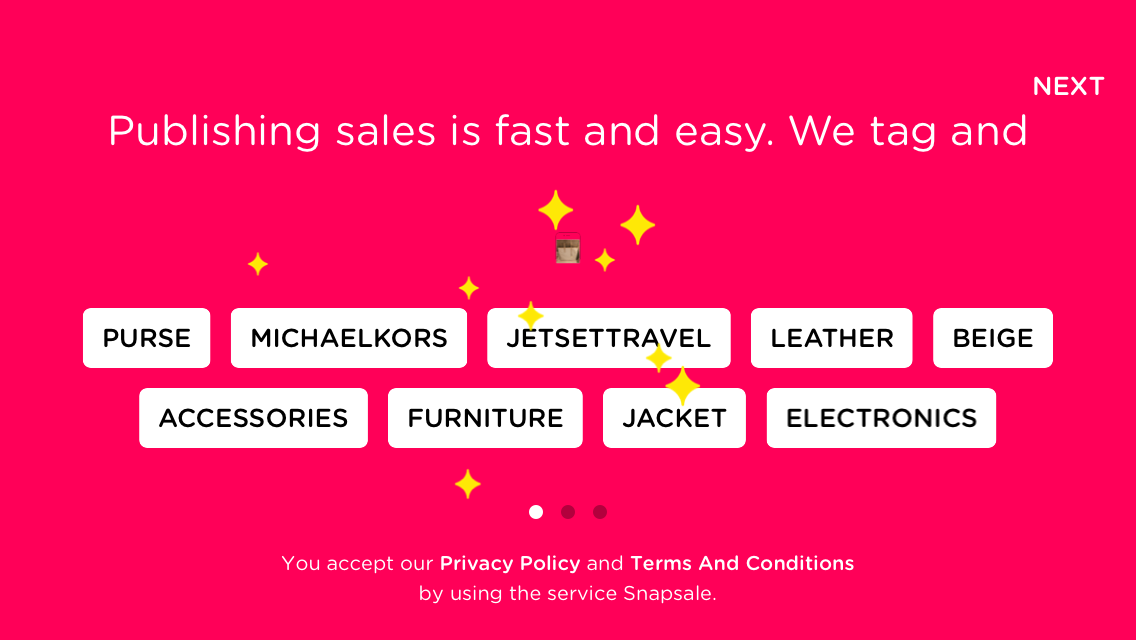 NEXT
Publishing sales is fast and easy. We tag and
PURSE MICHAELKORS JETSETTRAVEL LEATHER BEIGE
ACCESSORIES FURNITURE JACKET ELECTRONICS
You accept our Privacy Policy and Terms And Conditions
by using the service Snapsale.